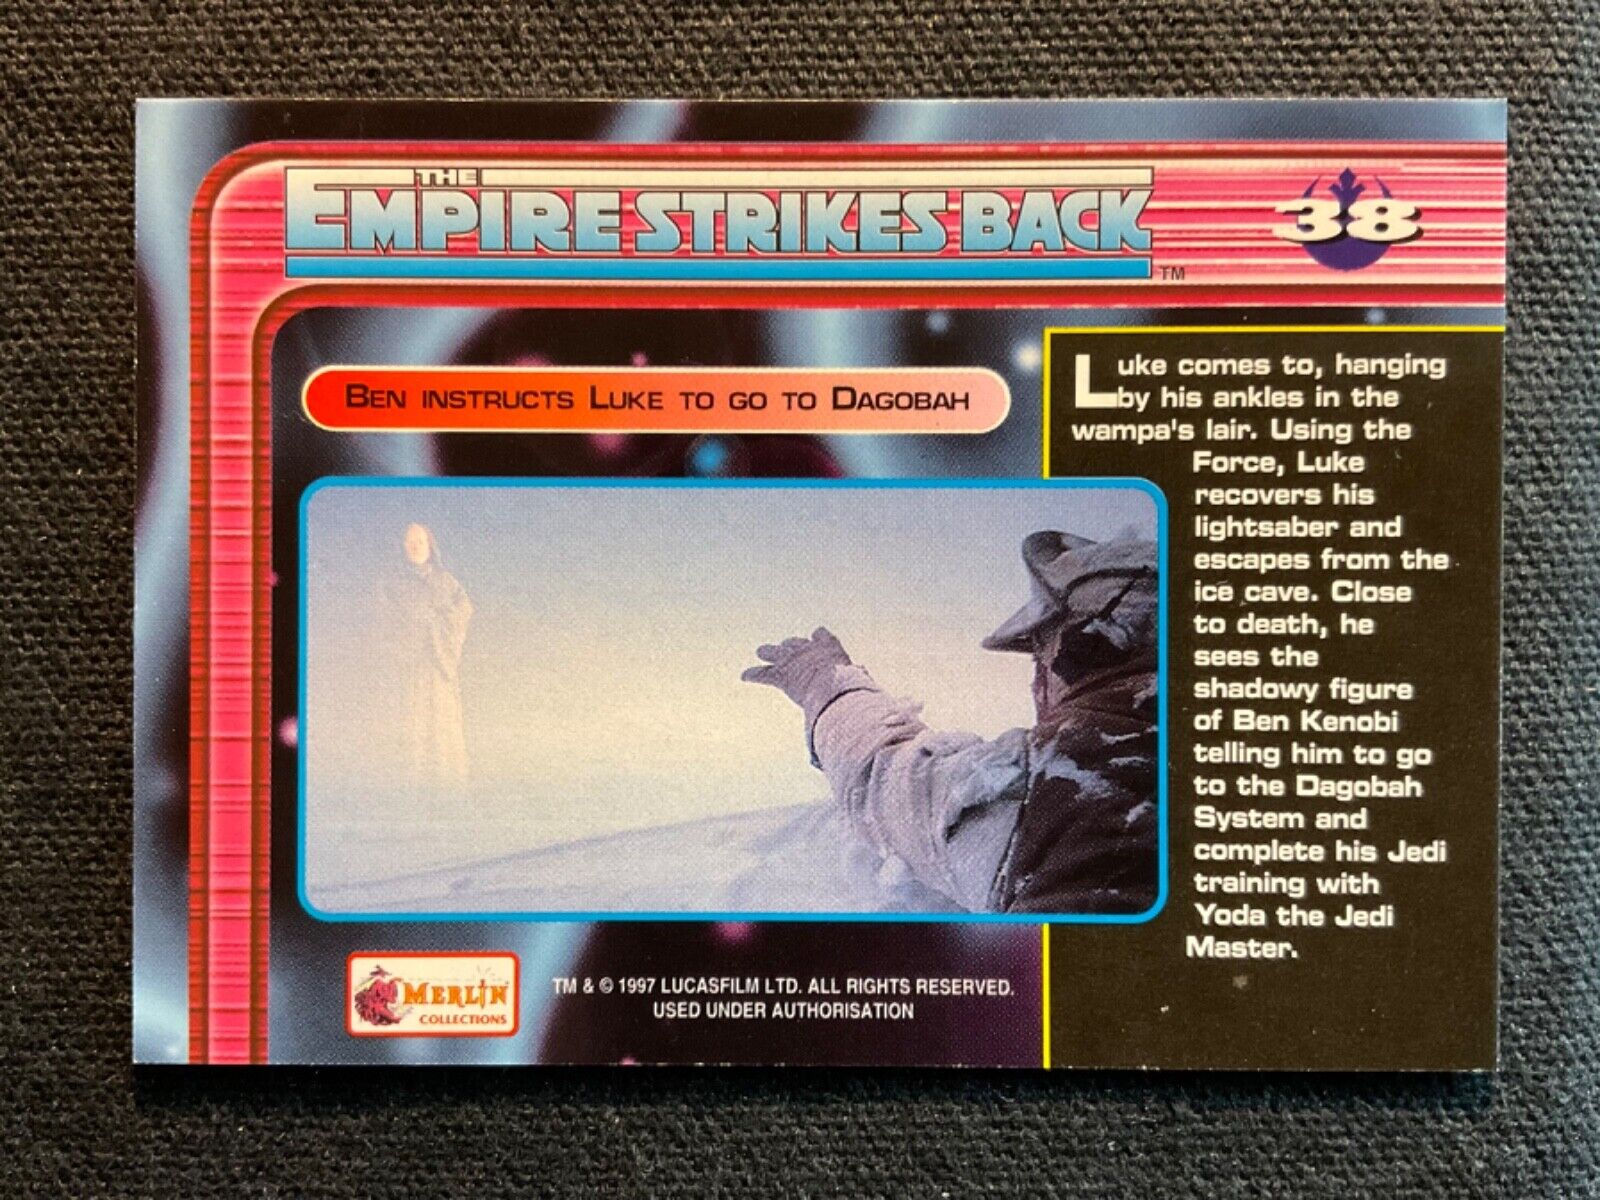 THE
EMPIRE STRIKES BACK
TM
38
BEN INSTRUCTS LUKE TO GO TO DAGOBAH
Luke comes to, hanging
by his ankles in the
wampa's lair. Using the
Force, Luke
recovers his
lightsaber and
escapes from the
ice cave. Close
to death, he
sees the
shadowy figure
of Ben Kenobi
telling him to go
to the Dagobah
System and
complete his Jedi
training with
Yoda the Jedi
Master.
MERLIN
COLLECTIONS
TM & © 1997 LUCASFILM LTD. ALL RIGHTS RESERVED.
USED UNDER AUTHORISATION